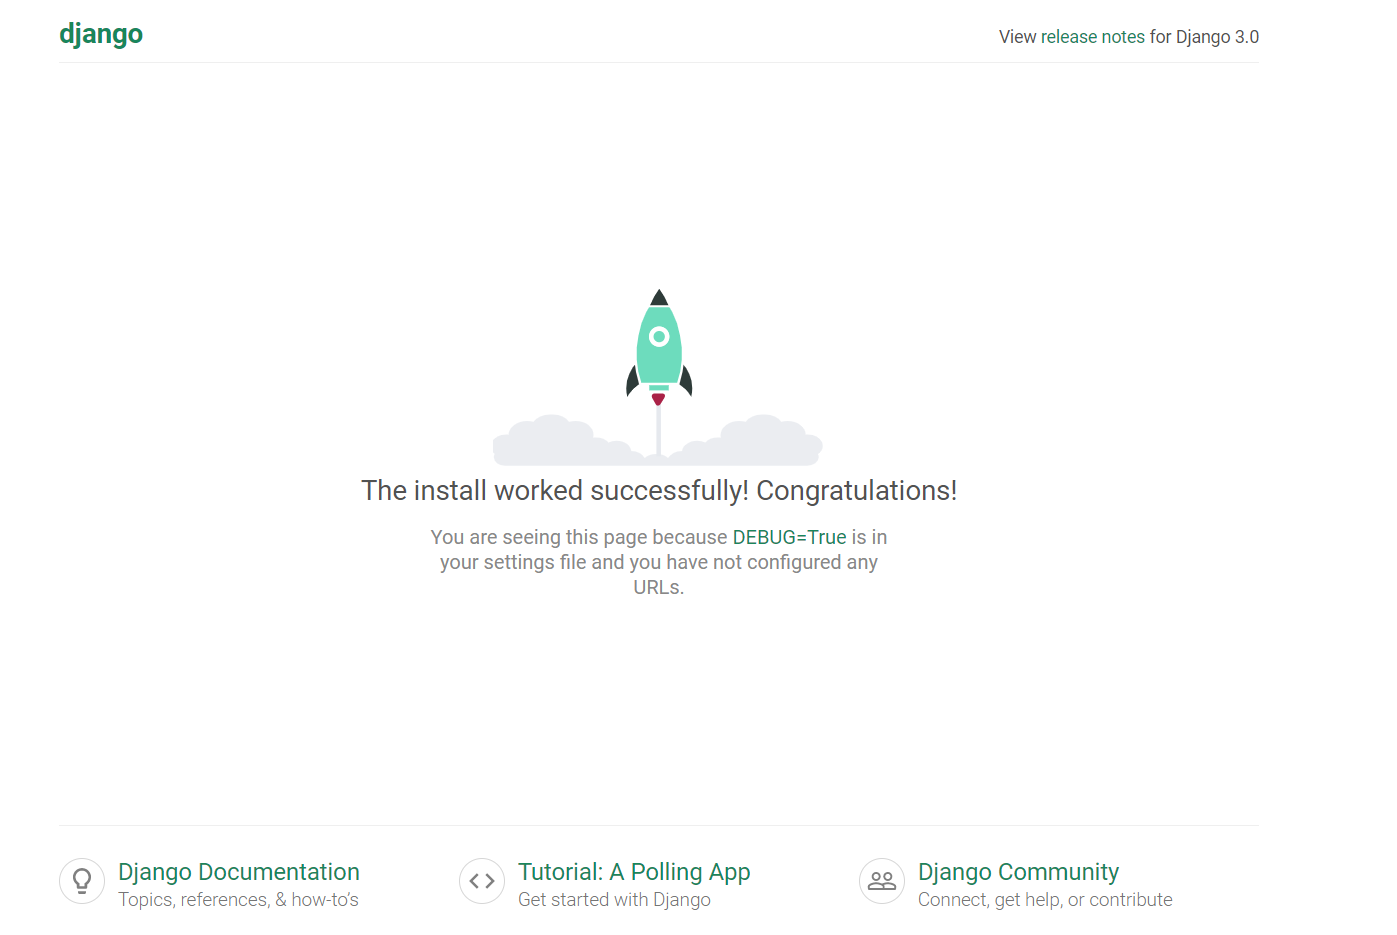 django
View release notes for Django 3.0
The install worked successfully! Congratulations!
You are seeing this page because DEBUG=True is in
your settings file and you have not configured any
URLs.
Django Documentation
Topics, references, & how-to’s
Tutorial: A Polling App
Get started with Django
Django Community
Connect, get help, or contribute